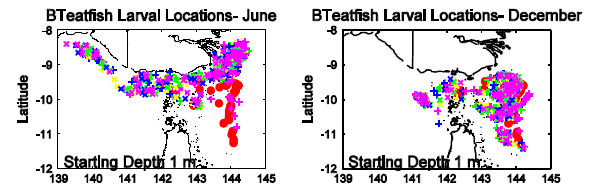 BTeatfish Larval Locations- June
-8
-9
-10
-11
-12
Latitude
Starting Depth 1 m
139 140 141 142 143 144 145
BTeatfish Larval Locations- December
-8
-9
-10
-11
-12
Latitude
Starting Depth 1 m
139 140 141 142 143 144 145